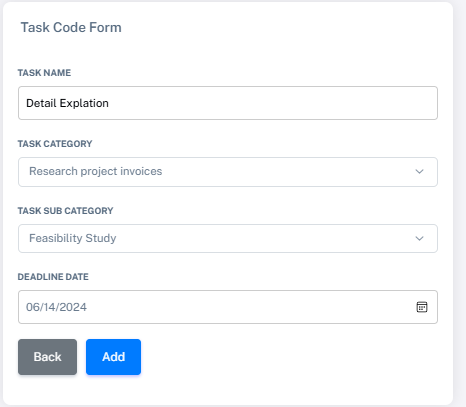 Task Code Form
TASK NAME
Detail Explation
TASK CATEGORY
Research project invoices
TASK SUB CATEGORY
Feasibility Study
DEADLINE DATE
06/14/2024
Back Add